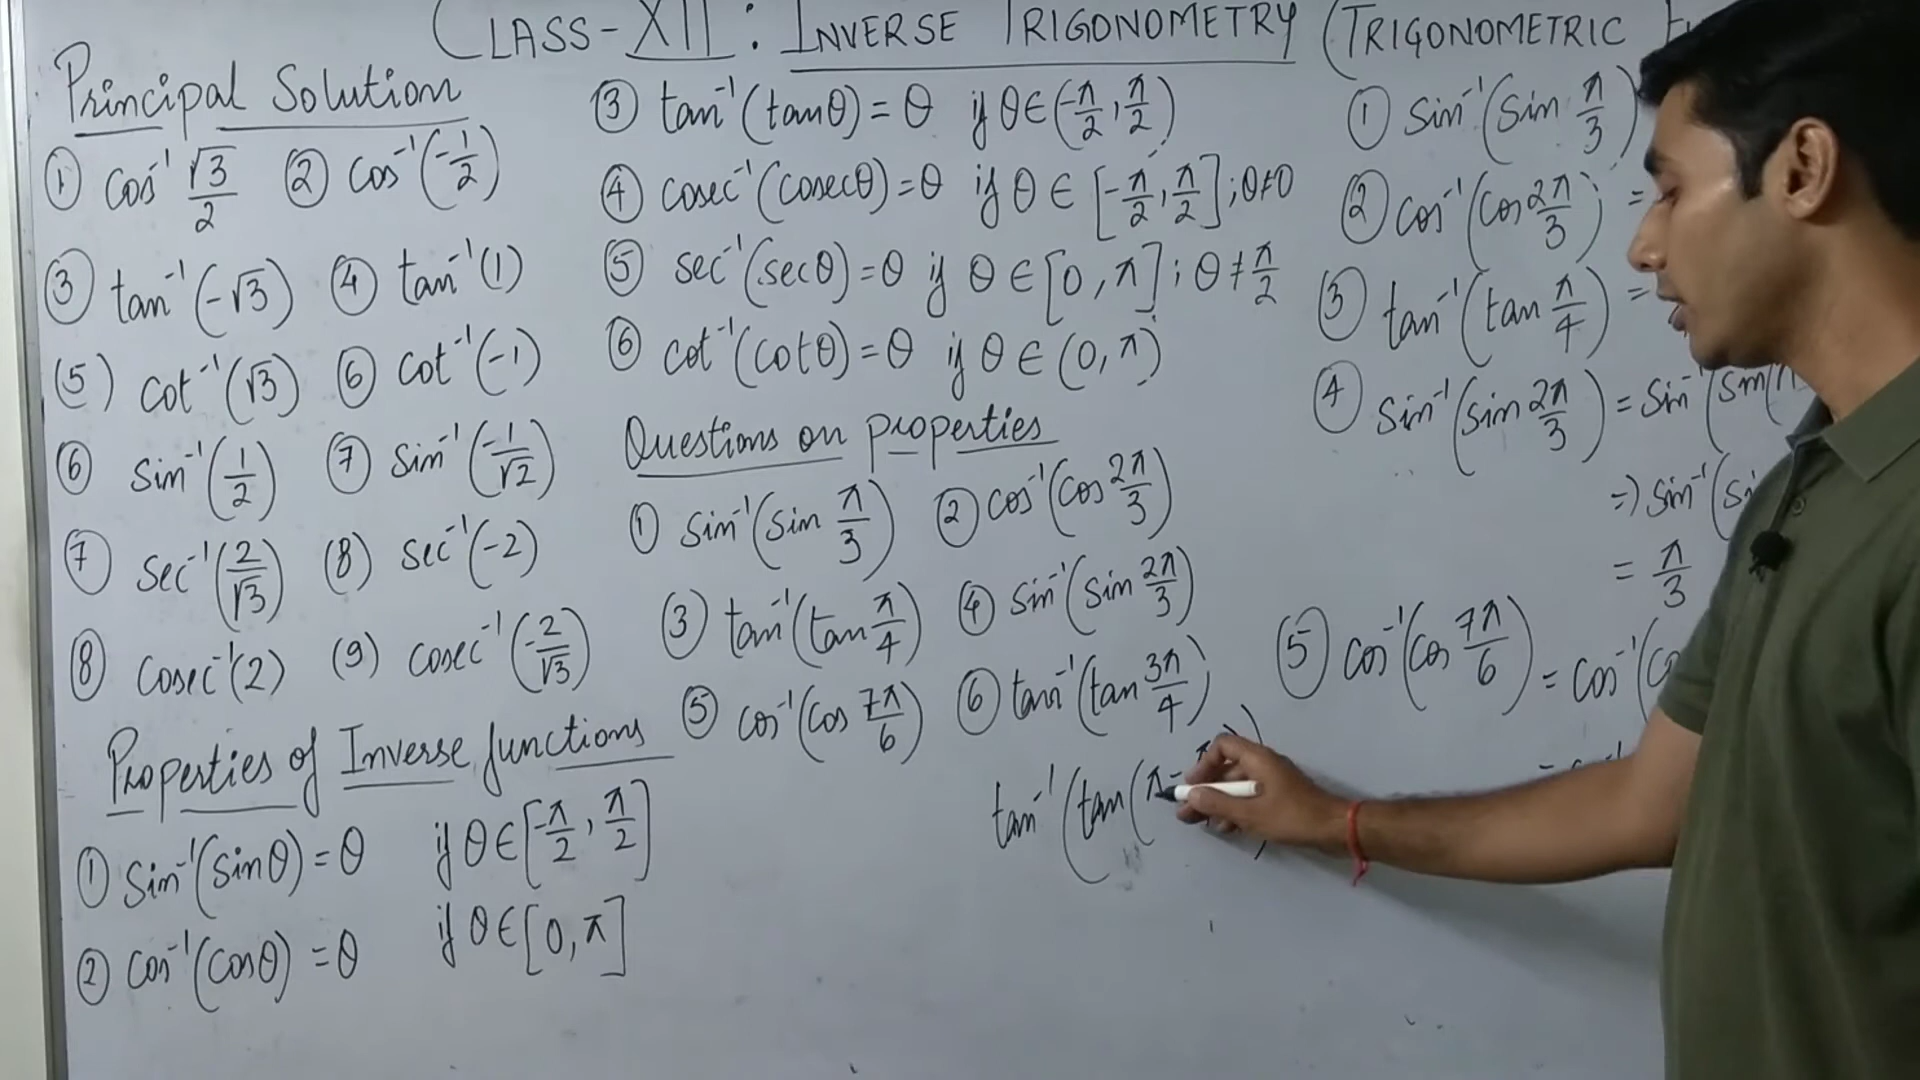 CLASS-XII : INVERSE TRIGONOMETRY (TRIGONOMETRIC
Principal Solution
① cos⁻¹ √3/2 ② cos⁻¹(-1/2)
③ tan⁻¹(-√3) ④ tan⁻¹(1)
(5) cot⁻¹(√3) ⑥ cot⁻¹(-1)
⑥ sin⁻¹(1/2) ⑦ sin⁻¹(-1/√2)
⑦ sec⁻¹(2/√3) (8) sec⁻¹(-2)
⑧ cosec⁻¹(2) (9) cosec⁻¹(-2/√3)
Properties of Inverse functions
① Sin⁻¹(sinθ) = θ if θ∈[-π/2, π/2]
② cos⁻¹(cosθ) = θ if θ∈[0, π]
③ tan⁻¹(tanθ) = θ if θ∈(-π/2, π/2)
④ cosec⁻¹(cosecθ) = θ if θ∈[-π/2, π/2]; θ≠0
⑤ sec⁻¹(secθ) = θ if θ∈[0, π]; θ≠π/2
⑥ cot⁻¹(cotθ) = θ if θ∈(0, π)
Questions on properties
① sin⁻¹(sin π/3) ② cos⁻¹(cos 2π/3)
③ tan⁻¹(tan π/4) ④ sin⁻¹(sin 2π/3)
⑤ cos⁻¹(cos 7π/6) ⑥ tan⁻¹(tan 3π/4)
tan⁻¹(tan(π-
① Sin⁻¹(Sin π/3)
② cos⁻¹(cos 2π/3) =
③ tan⁻¹(tan π/4) =
④ sin⁻¹(sin 2π/3) = sin⁻¹(sin(π
⇒ sin⁻¹(
= π/3
⑤ cos⁻¹(cos 7π/6) = cos⁻¹(